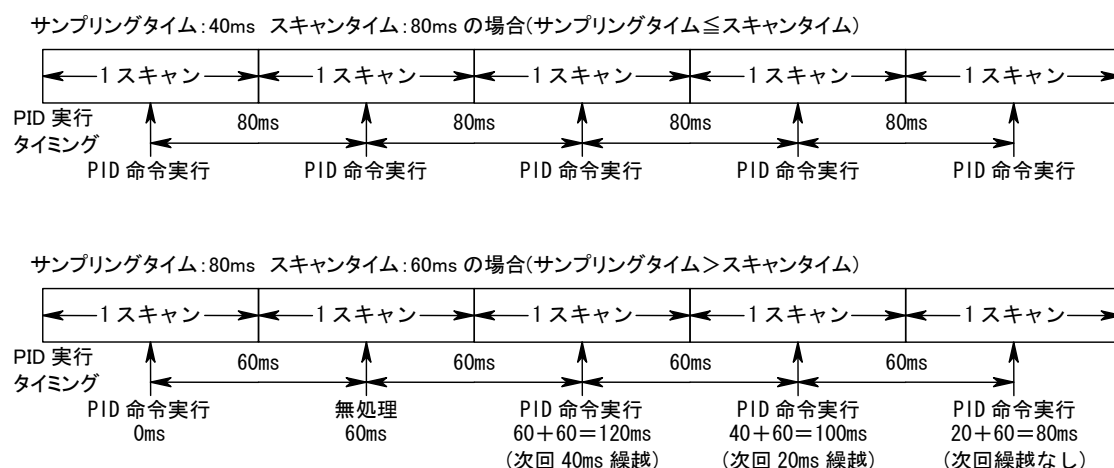 サンプリングタイム:40ms スキャンタイム:80ms の場合(サンプリングタイム≦スキャンタイム)
1 スキャン 1 スキャン 1 スキャン 1 スキャン 1 スキャン
PID 実行
タイミング
80ms 80ms 80ms 80ms
PID 命令実行 PID 命令実行 PID 命令実行 PID 命令実行 PID 命令実行
サンプリングタイム:80ms スキャンタイム:60ms の場合(サンプリングタイム>スキャンタイム)
1 スキャン 1 スキャン 1 スキャン 1 スキャン 1 スキャン
PID 実行
タイミング
60ms 60ms 60ms 60ms
PID 命令実行 無処理 PID 命令実行 PID 命令実行 PID 命令実行
0ms 60ms 60+60=120ms 40+60=100ms 20+60=80ms
(次回 40ms 繰越) (次回 20ms 繰越) (次回繰越なし)